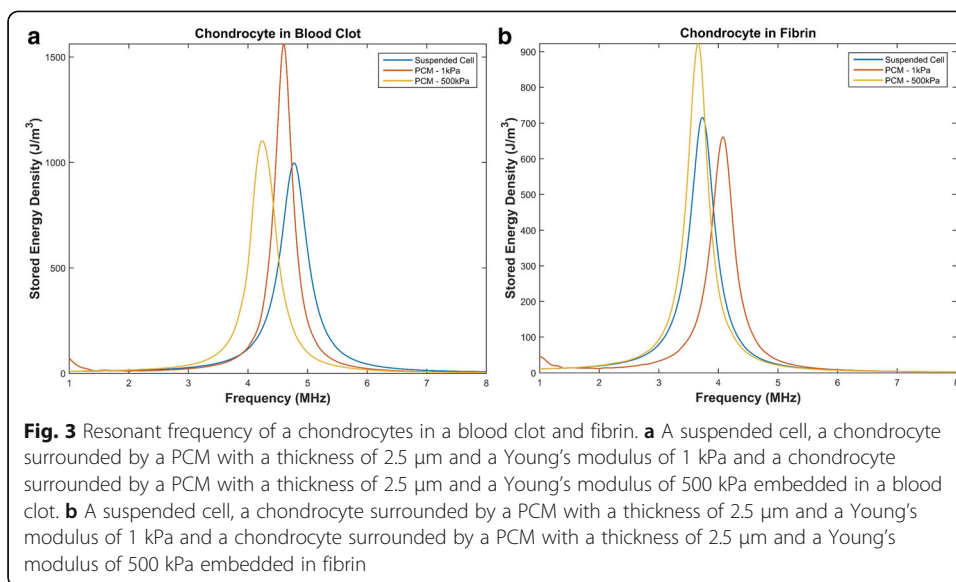 a
Chondrocyte in Blood Clot
1500
1000
500
0
Stored Energy Density (J/m³)
Suspended Cell
PCM - 1kPa
PCM - 500kPa
1 2 3 4 5 6 7 8
Frequency (MHz)
b
Chondrocyte in Fibrin
900
800
700
600
500
400
300
200
100
0
Stored Energy Density (J/m³)
Suspended Cell
PCM - 1kPa
PCM - 500kPa
1 2 3 4 5 6 7 8
Frequency (MHz)
Fig. 3 Resonant frequency of a chondrocytes in a blood clot and fibrin. a A suspended cell, a chondrocyte
surrounded by a PCM with a thickness of 2.5 μm and a Young's modulus of 1 kPa and a chondrocyte
surrounded by a PCM with a thickness of 2.5 μm and a Young's modulus of 500 kPa embedded in a blood
clot. b A suspended cell, a chondrocyte surrounded by a PCM with a thickness of 2.5 μm and a Young's
modulus of 1 kPa and a chondrocyte surrounded by a PCM with a thickness of 2.5 μm and a Young's
modulus of 500 kPa embedded in fibrin